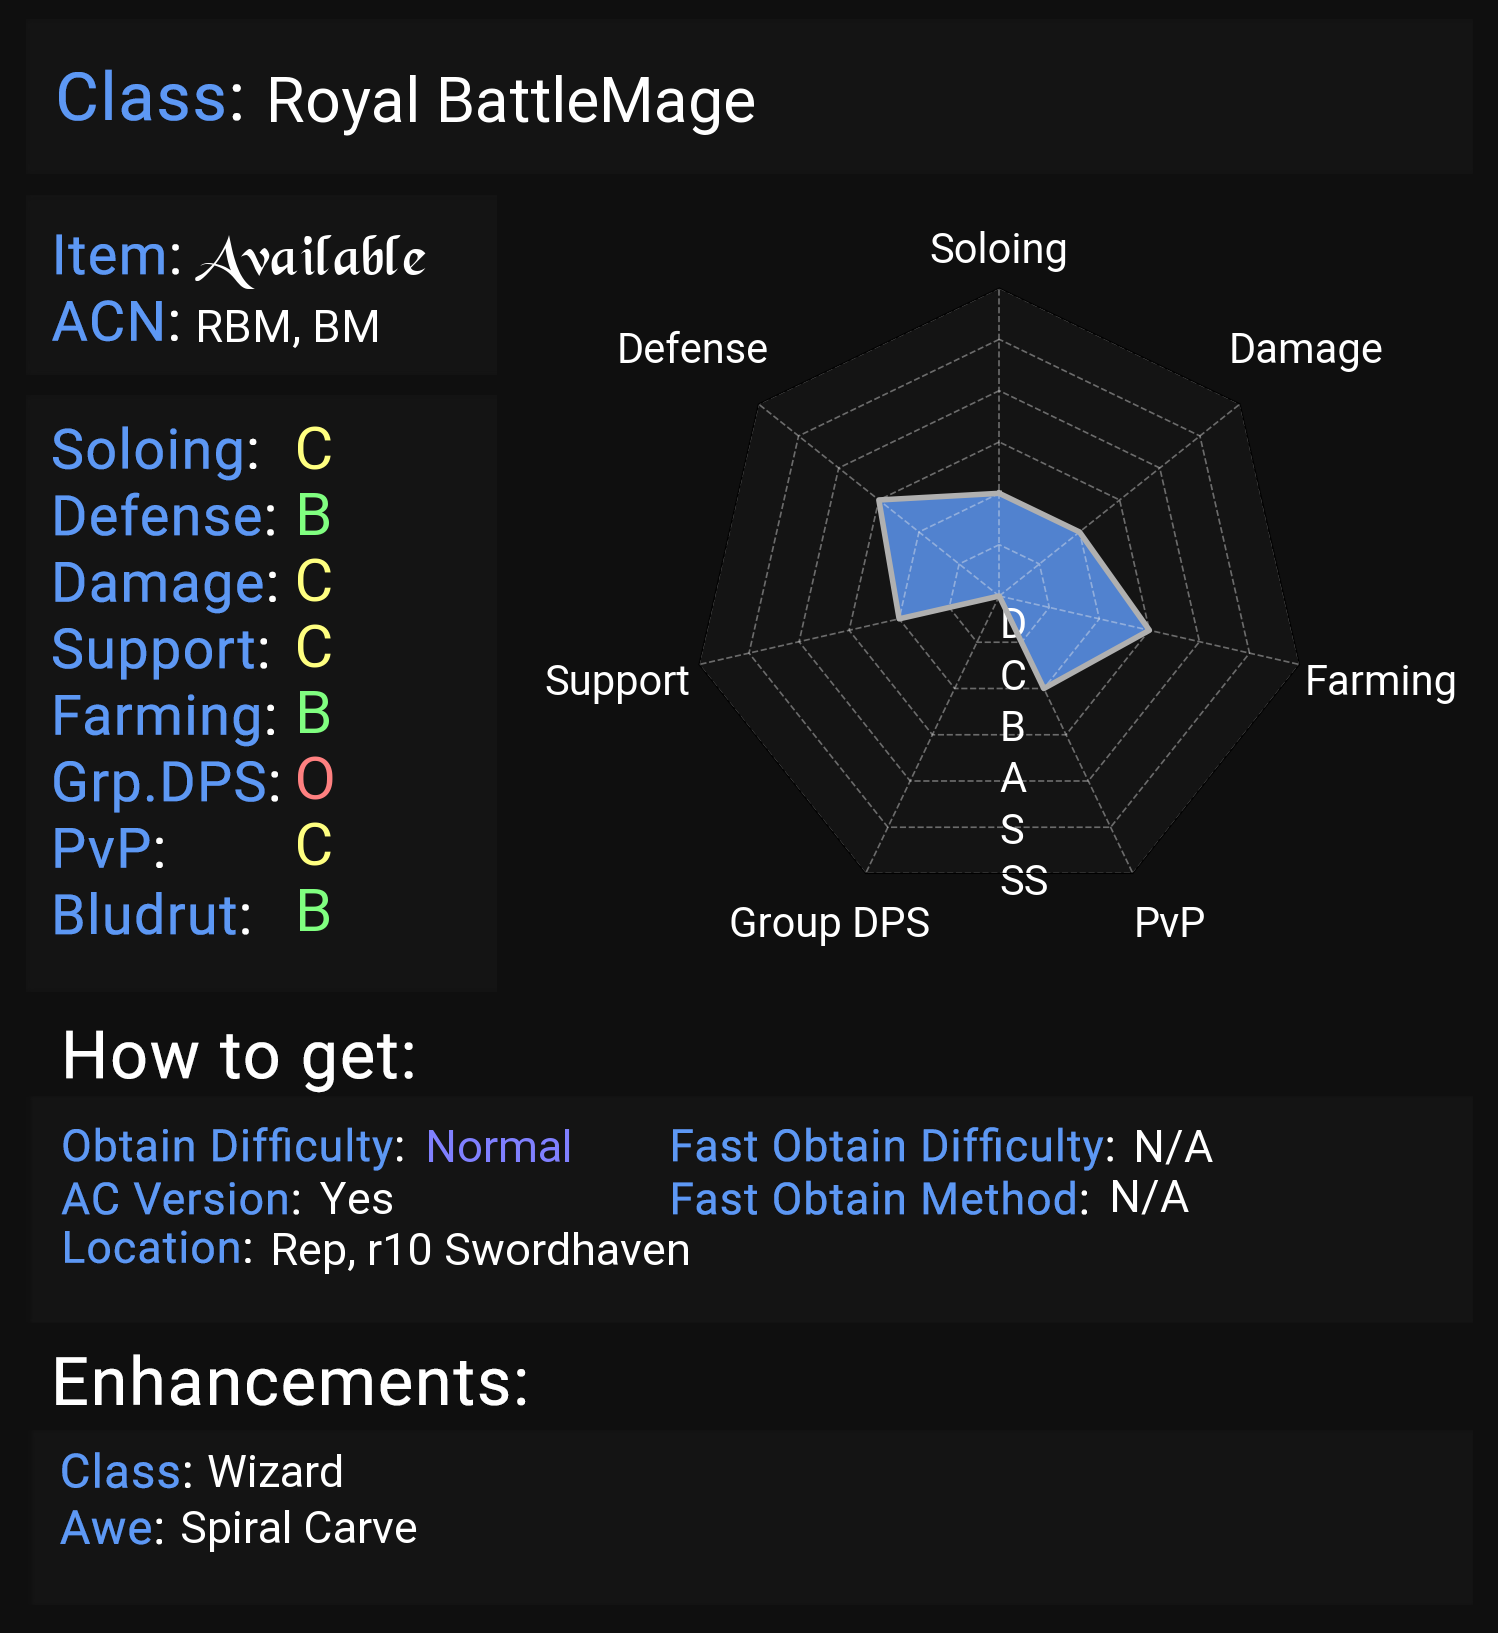 Class: Royal BattleMage
Item: Available
ACN: RBM, BM
Soloing: C
Defense: B
Damage: C
Support: C
Farming: B
Grp.DPS: O
PvP: C
Bludrut: B
Soloing
Defense
Damage
Support
Farming
D
C
B
A
S
SS
Group DPS
PvP
How to get:
Obtain Difficulty: Normal
Fast Obtain Difficulty: N/A
AC Version: Yes
Fast Obtain Method: N/A
Location: Rep, r10 Swordhaven
Enhancements:
Class: Wizard
Awe: Spiral Carve